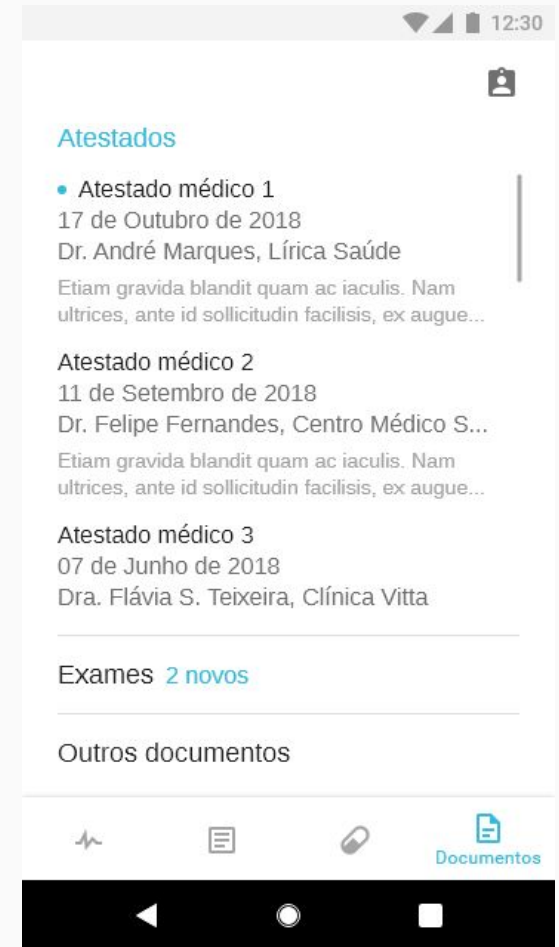 12:30
Atestados
• Atestado médico 1
17 de Outubro de 2018
Dr. André Marques, Lírica Saúde
Etiam gravida blandit quam ac iaculis. Nam
ultrices, ante id sollicitudin facilisis, ex augue...
Atestado médico 2
11 de Setembro de 2018
Dr. Felipe Fernandes, Centro Médico S...
Etiam gravida blandit quam ac iaculis. Nam
ultrices, ante id sollicitudin facilisis, ex augue...
Atestado médico 3
07 de Junho de 2018
Dra. Flávia S. Teixeira, Clínica Vitta
Exames 2 novos
Outros documentos
Documentos